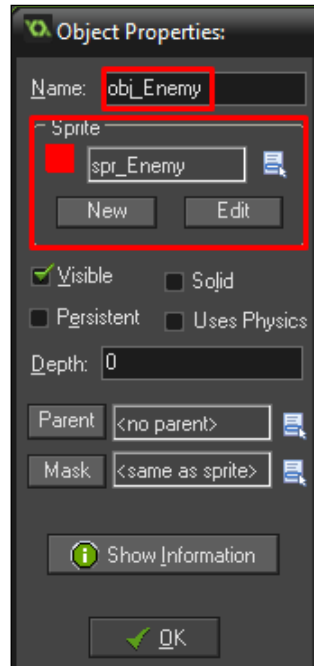 Object Properties:
Name: obj_Enemy
Sprite
spr_Enemy
New Edit
Visible Solid
Persistent Uses Physics
Depth: 0
Parent <no parent>
Mask <same as sprite>
Show Information
OK